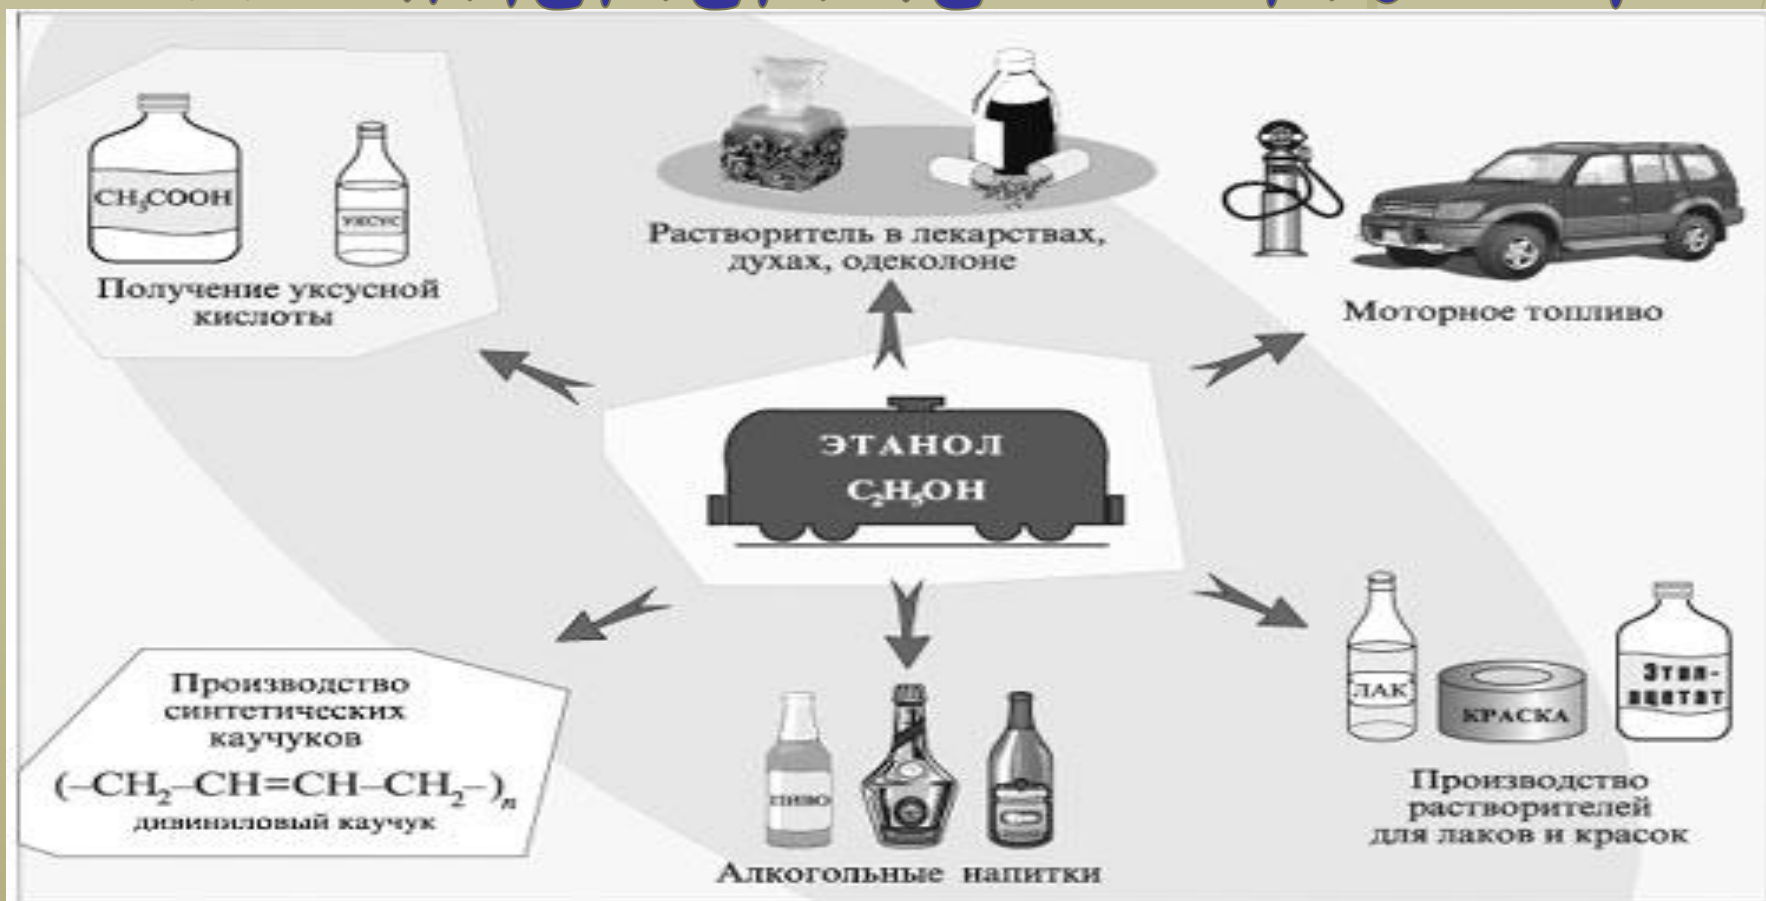 CH₃COOH
УКСУС
Получение уксусной
кислоты
Растворитель в лекарствах,
духах, одеколоне
Моторное топливо
ЭТАНОЛ
C₂H₅OH
Производство
синтетических
каучуков
(–CH₂–CH=CH–CH₂–)ₙ
дивиниловый каучук
ПИВО
Алкогольные напитки
ЛАК
КРАСКА
Этил-
ацетат
Производство
растворителей
для лаков и красок